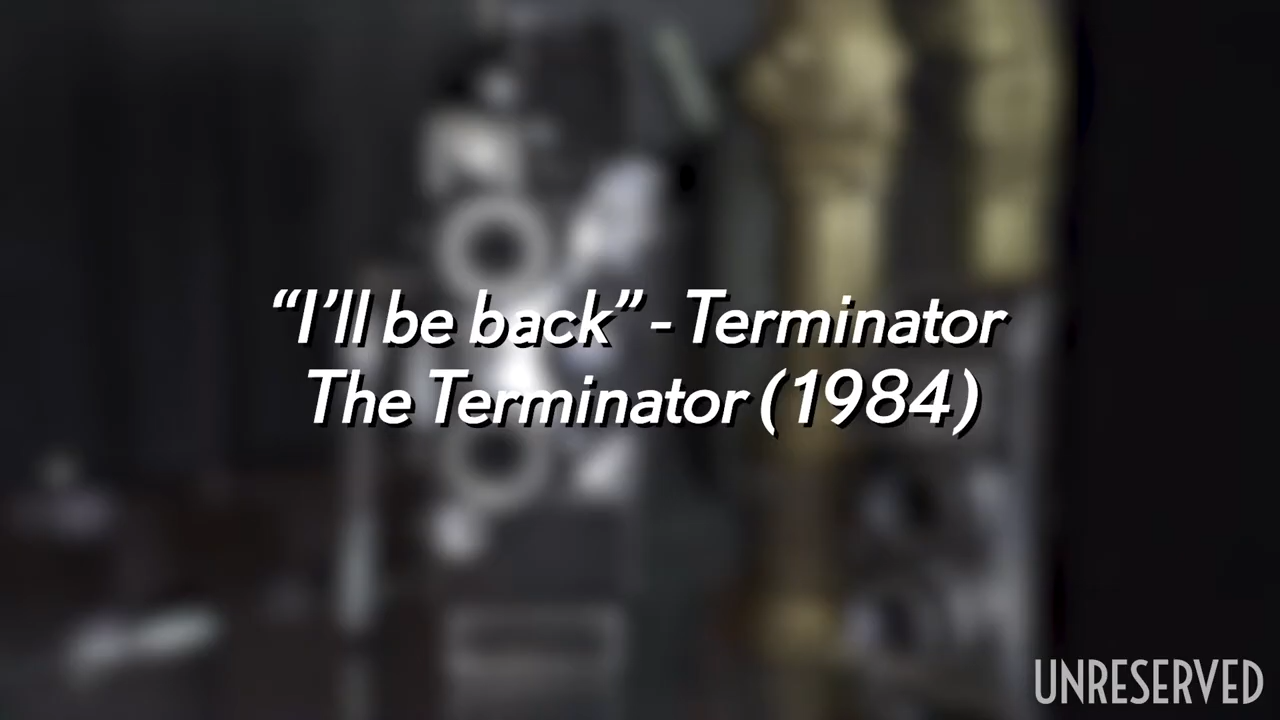 “I’ll be back” - Terminator
The Terminator (1984)
UNRESERVED